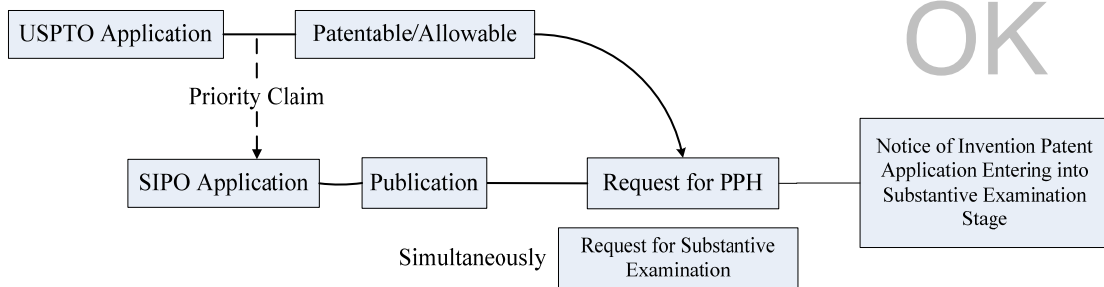 USPTO Application
Patentable/Allowable
OK
Priority Claim
SIPO Application
Publication
Request for PPH
Notice of Invention Patent
Application Entering into
Substantive Examination
Stage
Simultaneously
Request for Substantive
Examination